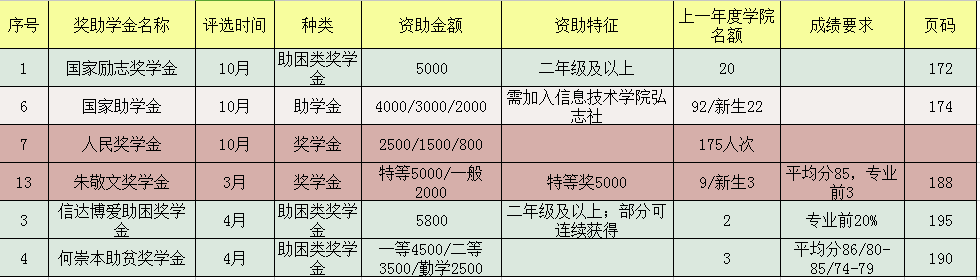 序号 奖助学金名称 评选时间 种类 资助金额 资助特征 上一年度学院名额 成绩要求 页码
1 国家励志奖学金 10月 助困类奖学金 5000 二年级及以上 20 172
6 国家助学金 10月 助学金 4000/3000/2000 需加入信息技术学院弘志社 92/新生22 174
7 人民奖学金 10月 奖学金 2500/1500/800 175人次
13 朱敬文奖学金 3月 奖学金 特等5000/一般2000 特等奖5000 9/新生3 平均分85，专业前3 188
3 信达博爱助困奖学金 4月 助困类奖学金 5800 二年级及以上；部分可连续获得 2 专业前20% 195
4 何崇本助贫奖学金 4月 助困类奖学金 一等4500/二等3500/勤学2500 3 平均分86/80-85/74-79 190